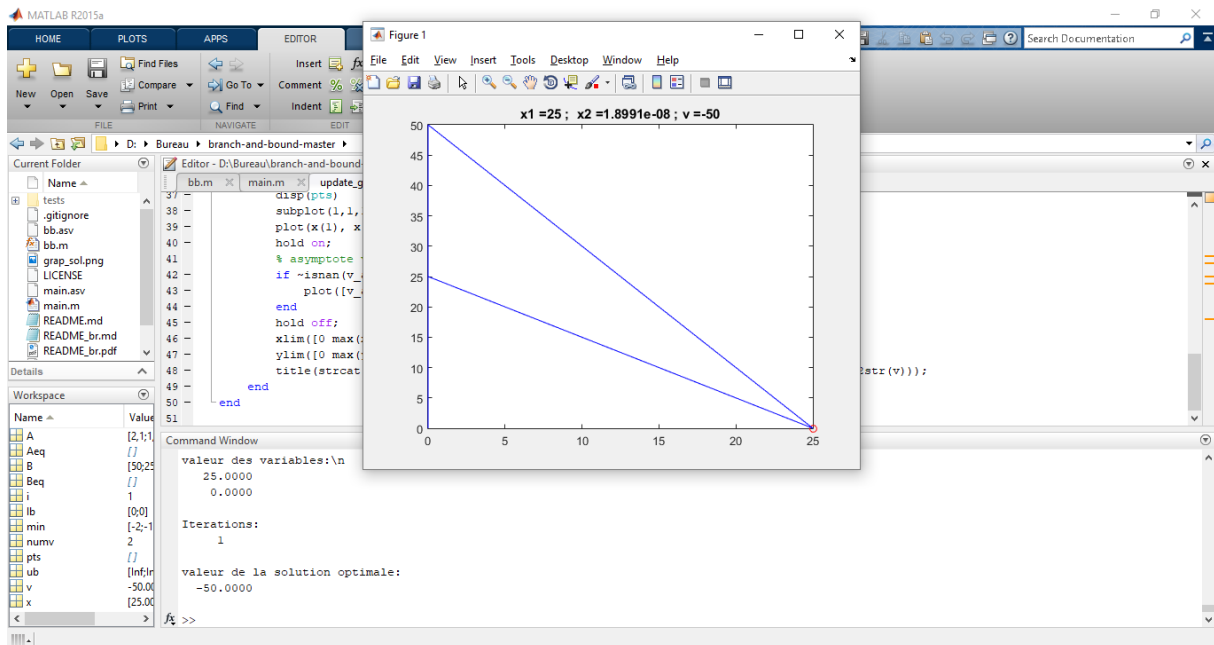 MATLAB R2015a
HOME PLOTS APPS EDITOR Search Documentation
New Open Save Find Files Compare Print Go To Find Insert fx Comment % Indent
FILE NAVIGATE EDIT
D: Bureau branch-and-bound-master
Current Folder
Name
tests
.gitignore
bb.asv
bb.m
grap_sol.png
LICENSE
main.asv
main.m
README.md
README_br.md
README_br.pdf
Details
Workspace
Name Value
A [2,1;1,
Aeq []
B [50;25
Beq []
i 1
lb [0;0]
min [-2;-1
numv 2
pts []
ub [Inf;In
v -50.00
x [25.00
Editor - D:\Bureau\branch-and-bound-
bb.m main.m update_g
37 disp(pts)
38 subplot(1,1,
39 plot(x(1), x
40 hold on;
41 % asymptote
42 if ~isnan(v_
43 plot([v_
44 end
45 hold off;
46 xlim([0 max(
47 ylim([0 max(
48 title(strcat 2str(v)));
49 end
50 end
51
Command Window
valeur des variables:\n
25.0000
0.0000
Iterations:
1
valeur de la solution optimale:
-50.0000
fx >>
Figure 1
File Edit View Insert Tools Desktop Window Help
x1 =25 ; x2 =1.8991e-08 ; v =-50
50
45
40
35
30
25
20
15
10
5
0
0 5 10 15 20 25